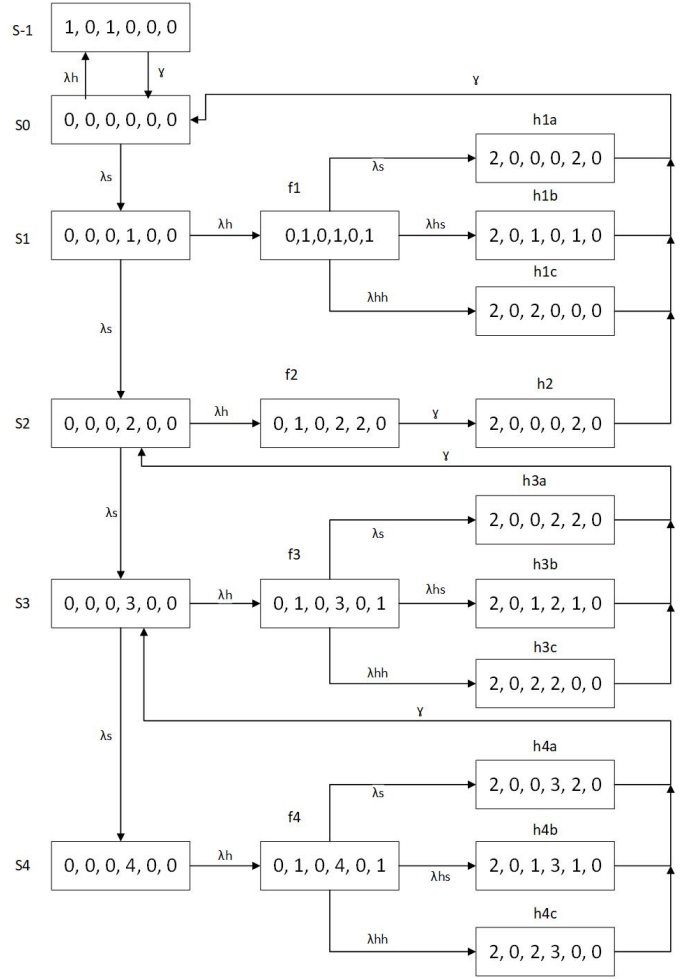 S-1
1, 0, 1, 0, 0, 0
λh
ɣ
ɣ
S0
0, 0, 0, 0, 0, 0
h1a
λs
f1
λs
2, 0, 0, 0, 2, 0
h1b
S1
0, 0, 0, 1, 0, 0
λh
0,1,0,1,0,1
λhs
2, 0, 1, 0, 1, 0
h1c
λhh
2, 0, 2, 0, 0, 0
λs
f2
h2
S2
0, 0, 0, 2, 0, 0
λh
0, 1, 0, 2, 2, 0
ɣ
2, 0, 0, 0, 2, 0
ɣ
h3a
λs
2, 0, 0, 2, 2, 0
λs
f3
h3b
S3
0, 0, 0, 3, 0, 0
λh
0, 1, 0, 3, 0, 1
λhs
2, 0, 1, 2, 1, 0
h3c
λhh
2, 0, 2, 2, 0, 0
ɣ
λs
h4a
2, 0, 0, 3, 2, 0
λs
f4
h4b
S4
0, 0, 0, 4, 0, 0
λh
0, 1, 0, 4, 0, 1
λhs
2, 0, 1, 3, 1, 0
h4c
λhh
2, 0, 2, 3, 0, 0